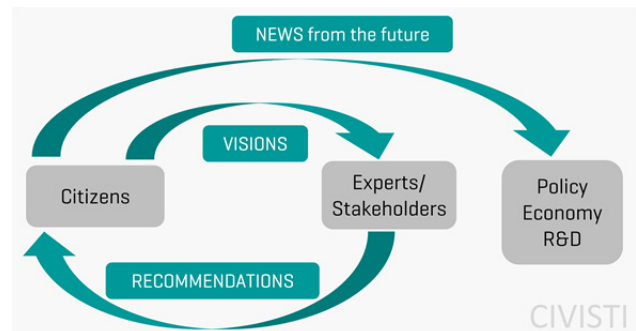 NEWS from the future
VISIONS
Citizens
Experts/
Stakeholders
Policy
Economy
R&D
RECOMMENDATIONS
CIVISTI